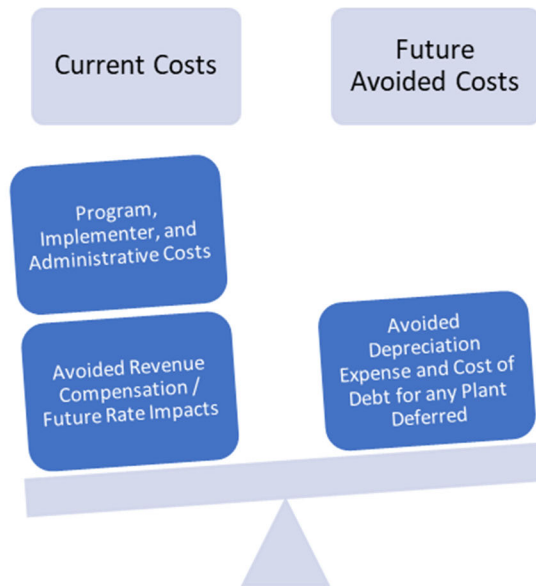 Current Costs
Future
Avoided Costs
Program,
Implementer, and
Administrative Costs
Avoided Revenue
Compensation /
Future Rate Impacts
Avoided
Depreciation
Expense and Cost of
Debt for any Plant
Deferred